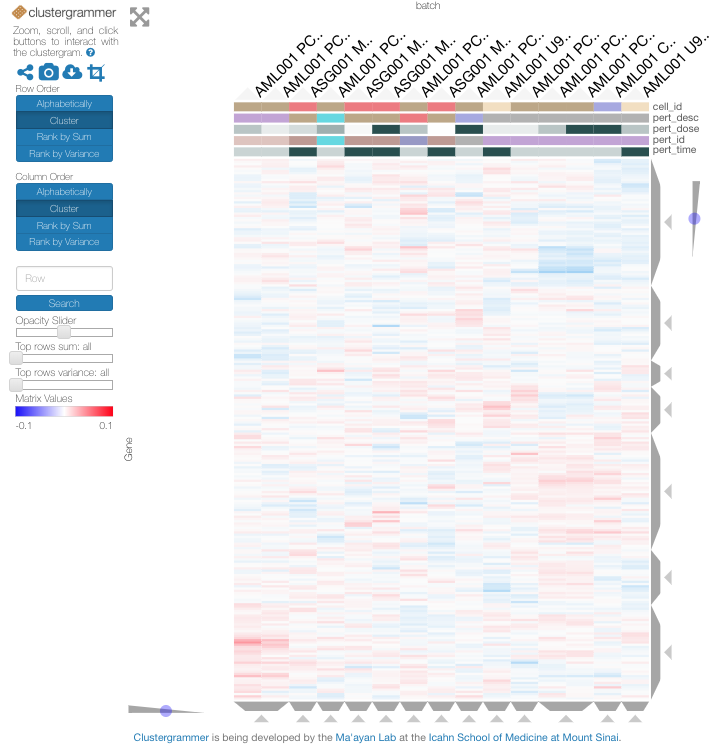 batch
clustergrammer
Zoom, scroll, and click
buttons to interact with
the clustergram. ?
Row Order
Alphabetically
Cluster
Rank by Sum
Rank by Variance
Column Order
Alphabetically
Cluster
Rank by Sum
Rank by Variance
Row
Search
Opacity Slider
Top rows sum: all
Top rows variance: all
Matrix Values
-0.1 0.1
Gene
AML001 PC..
AML001 PC..
ASG001 M..
AML001 PC..
ASG001 M..
ASG001 M..
AML001 PC..
ASG001 M..
AML001 PC..
AML001 U9..
AML001 PC..
AML001 PC..
AML001 PC..
AML001 C..
AML001 U9..
cell_id
pert_desc
pert_dose
pert_id
pert_time
Clustergrammer is being developed by the Ma'ayan Lab at the Icahn School of Medicine at Mount Sinai.